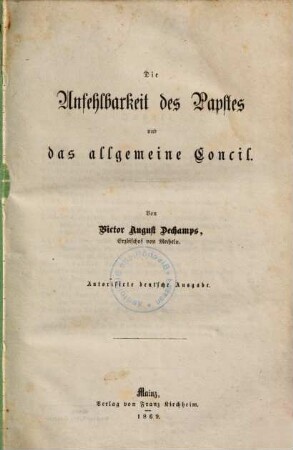 Die
Unfehlbarkeit des Papstes
und
das allgemeine Concil.
Von
Victor August Dechamps,
Erzbischof von Mecheln.
Autorisirte deutsche Ausgabe.
Mainz,
Verlag von Franz Kirchheim.
1869.